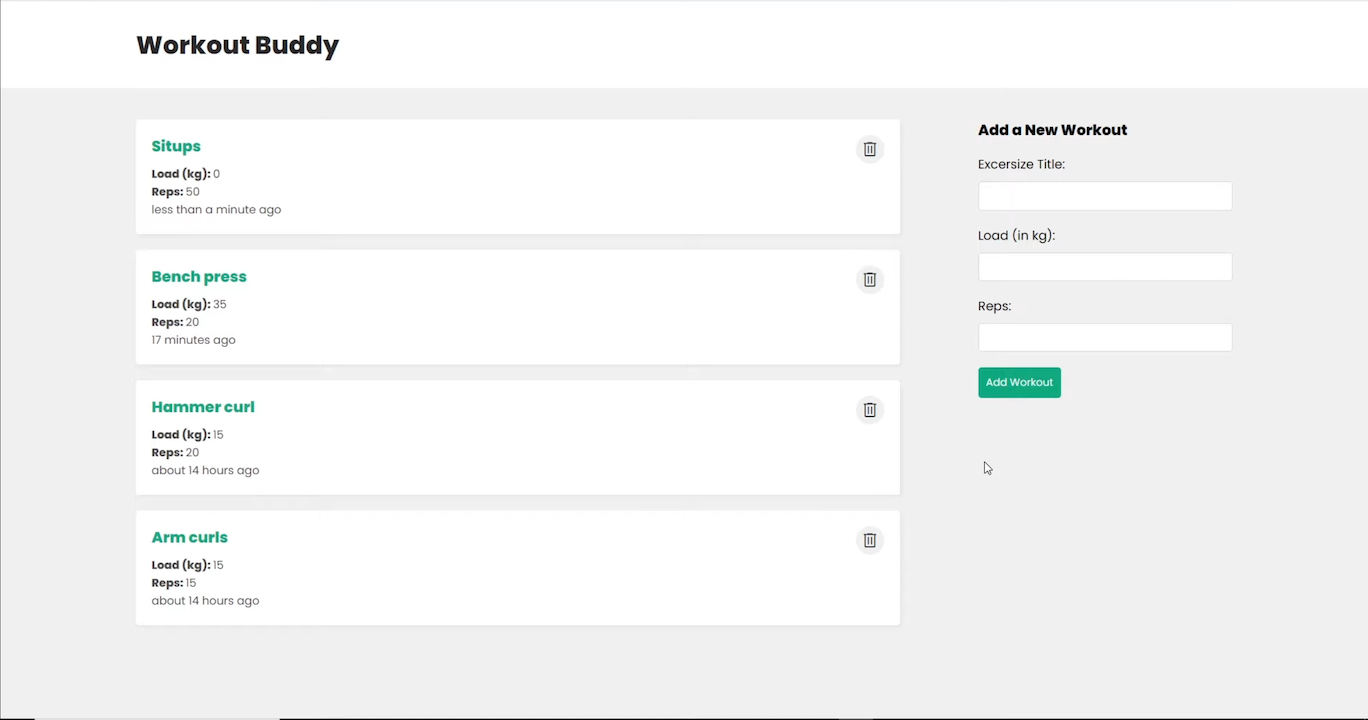 Workout Buddy
Situps
Load (kg): 0
Reps: 50
less than a minute ago
Bench press
Load (kg): 35
Reps: 20
17 minutes ago
Hammer curl
Load (kg): 15
Reps: 20
about 14 hours ago
Arm curls
Load (kg): 15
Reps: 15
about 14 hours ago
Add a New Workout
Excersize Title:
Load (in kg):
Reps:
Add Workout